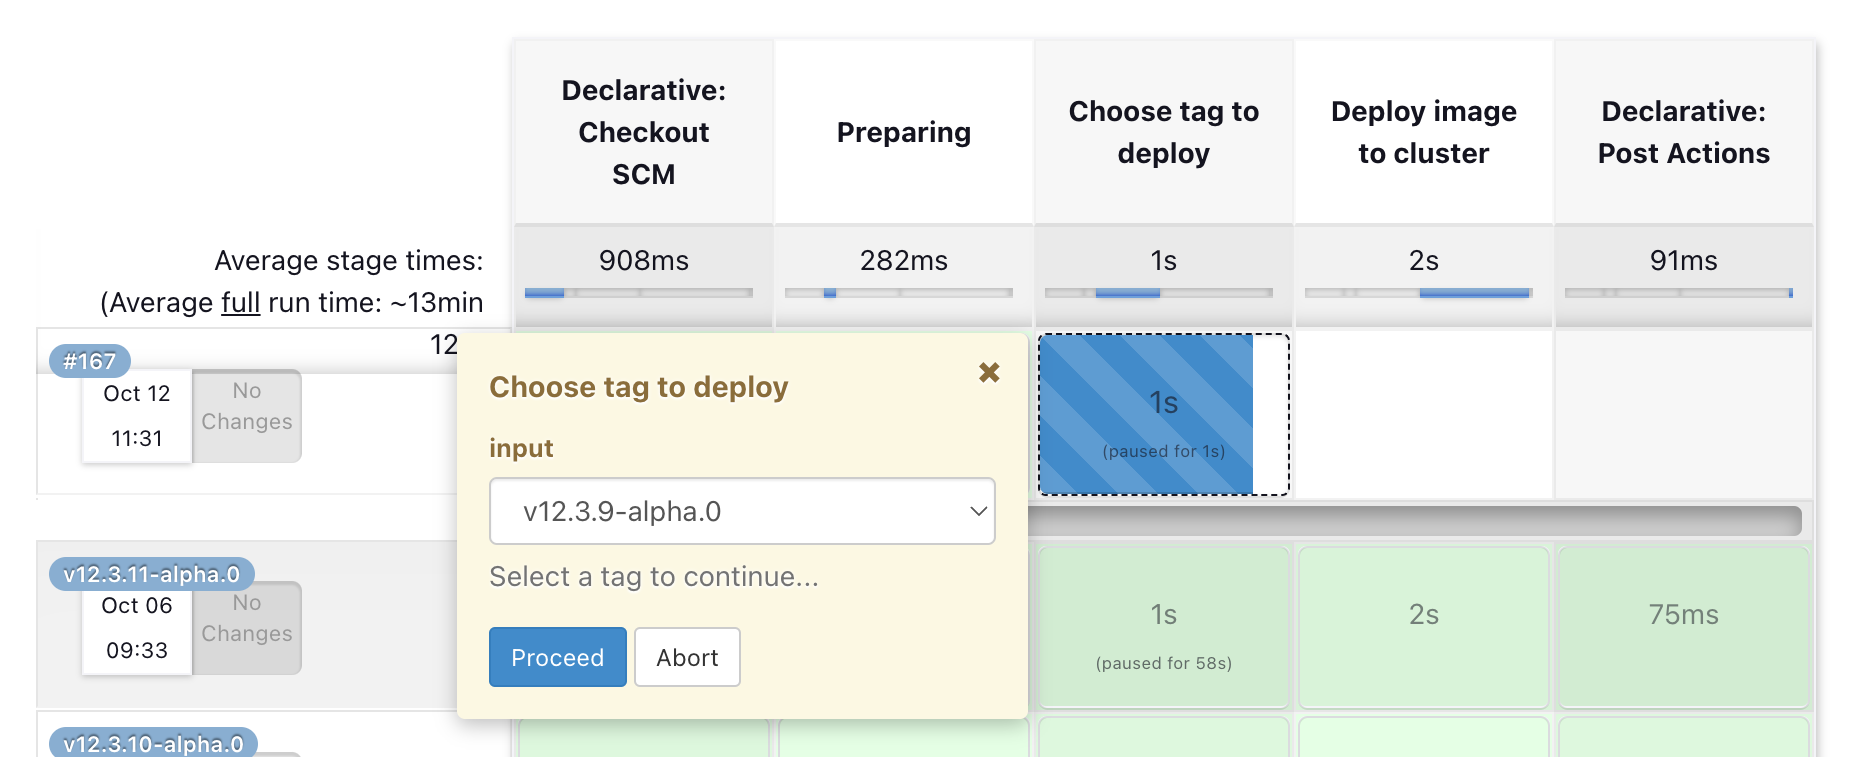 Declarative:
Checkout
SCM
Preparing
Choose tag to
deploy
Deploy image
to cluster
Declarative:
Post Actions
Average stage times:
908ms
282ms
1s
2s
91ms
(Average full run time: ~13min
12
#167
Oct 12
11:31
No
Changes
Choose tag to deploy
input
v12.3.9-alpha.0
Select a tag to continue...
Proceed
Abort
1s
(paused for 1s)
v12.3.11-alpha.0
Oct 06
09:33
No
Changes
1s
(paused for 58s)
2s
75ms
v12.3.10-alpha.0